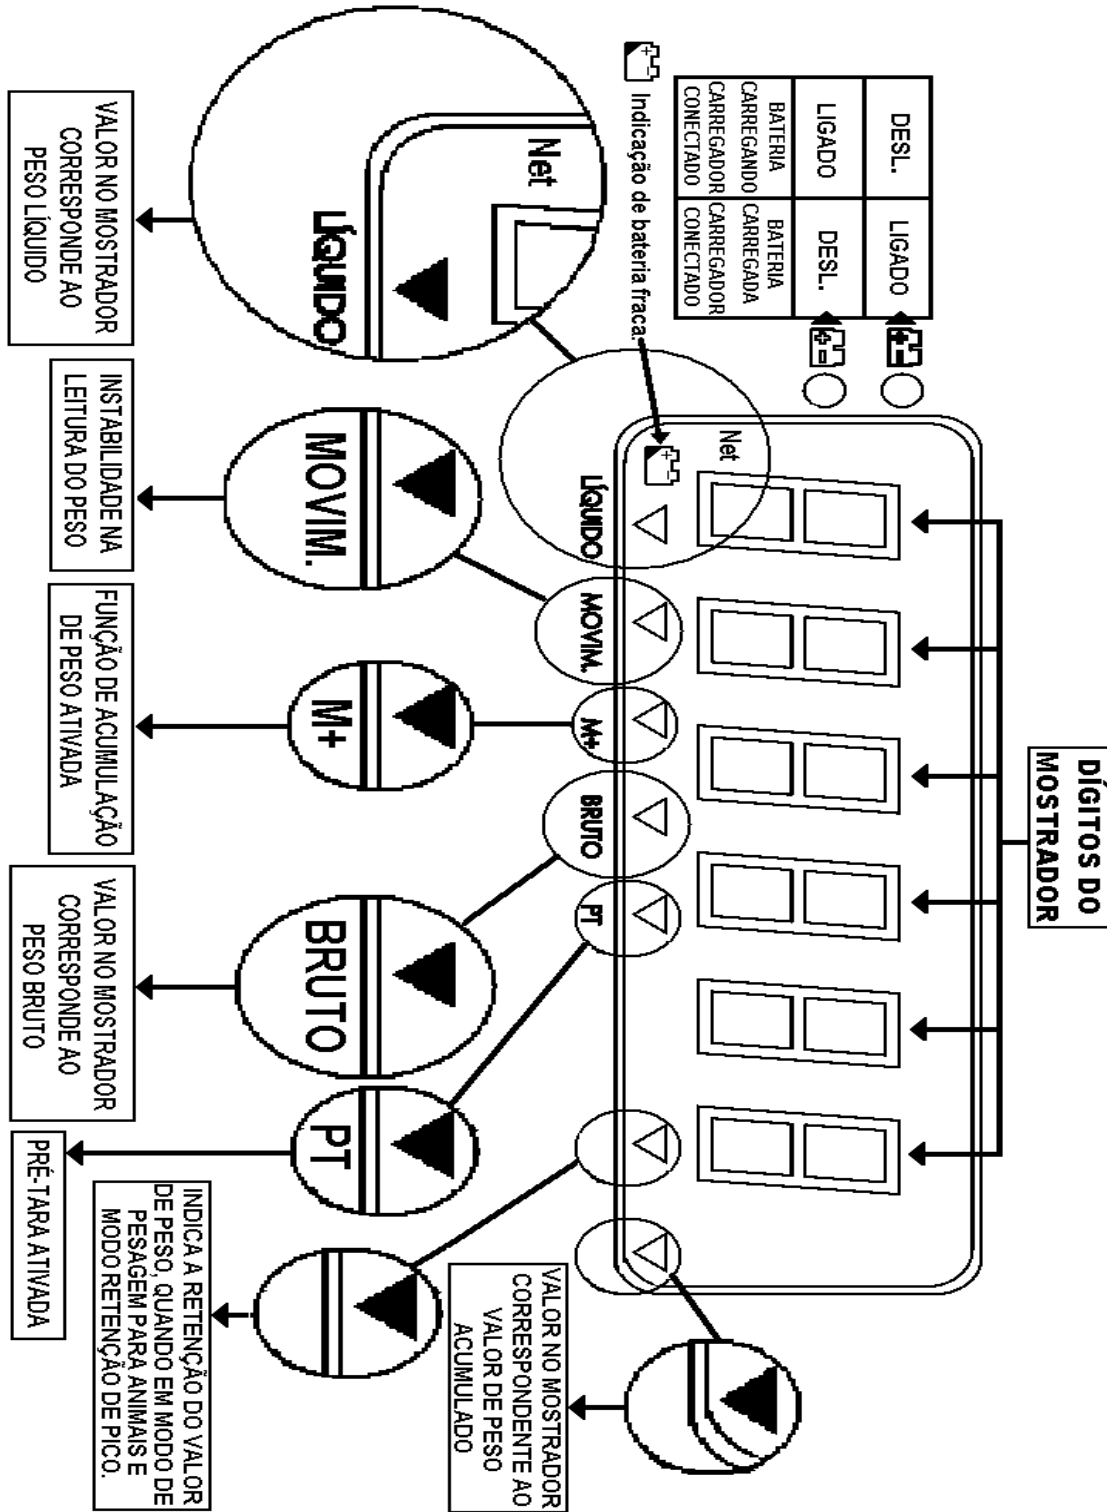 DÍGITOS DO
MOSTRADOR
DESL.
LIGADO
LIGADO
DESL.
BATERIA
CARREGANDO
CARREGADOR
CONECTADO
BATERIA
CARREGADA
CARREGADOR
CONECTADO
Indicação de bateria fraca.
Net
LÍQUIDO
MOVIM.
M+
BRUTO
PT
Net
LÍQUIDO
MOVIM.
M+
BRUTO
PT
VALOR NO MOSTRADOR
CORRESPONDE AO
PESO LÍQUIDO
INSTABILIDADE NA
LEITURA DO PESO
FUNÇÃO DE ACUMULAÇÃO
DE PESO ATIVADA
VALOR NO MOSTRADOR
CORRESPONDE AO
PESO BRUTO
PRÉ-TARA ATIVADA
INDICA A RETENÇÃO DO VALOR
DE PESO, QUANDO EM MODO DE
PESAGEM PARA ANIMAIS E
MODO RETENÇÃO DE PICO.
VALOR NO MOSTRADOR
CORRESPONDENTE AO
VALOR DE PESO
ACUMULADO